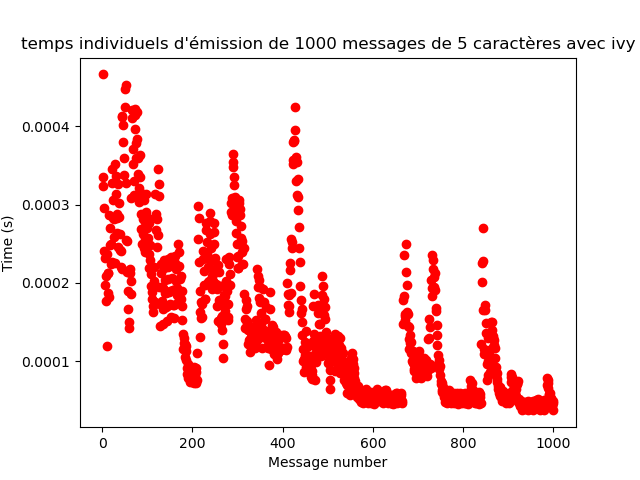 temps individuels d'émission de 1000 messages de 5 caractères avec ivy
0.0004
0.0003
0.0002
0.0001
Time (s)
0 200 400 600 800 1000
Message number